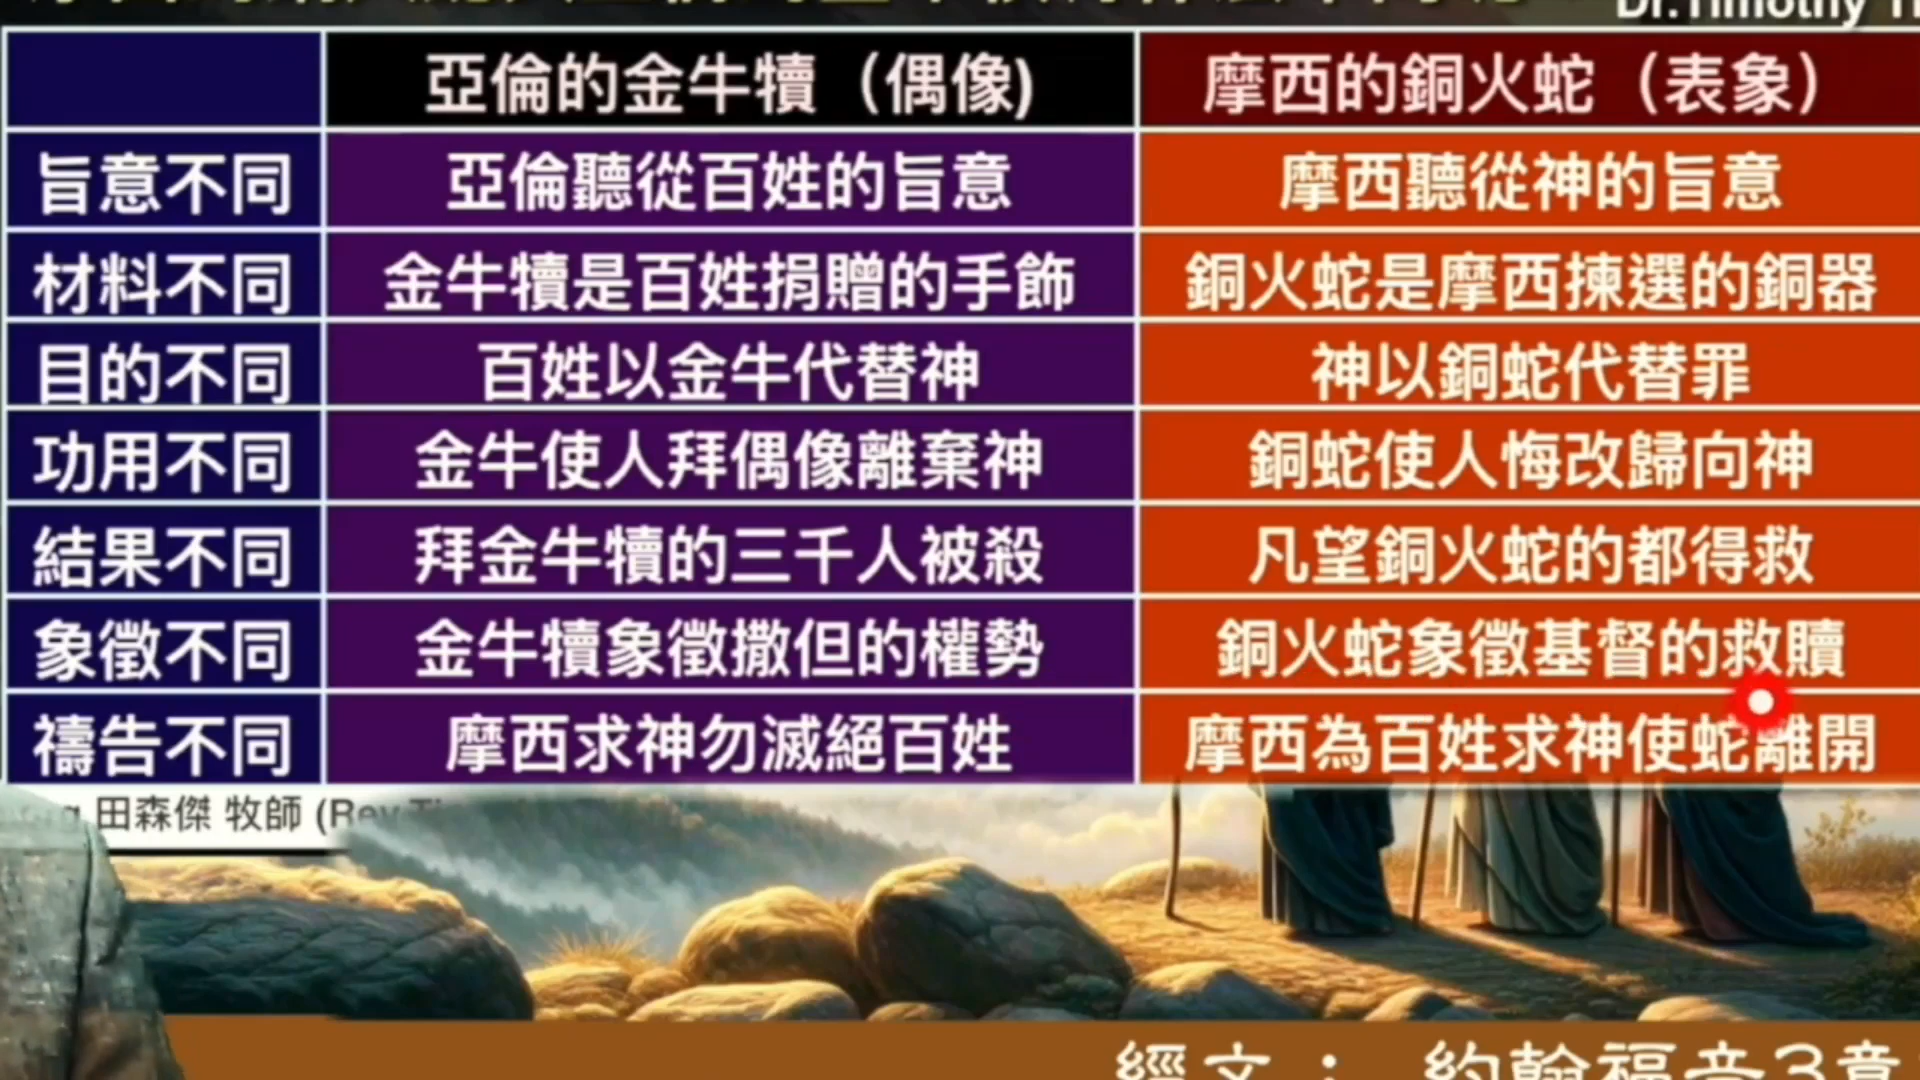 Dr. Timothy
亞倫的金牛犢（偶像) 摩西的銅火蛇（表象）
旨意不同 亞倫聽從百姓的旨意 摩西聽從神的旨意
材料不同 金牛犢是百姓捐贈的手飾 銅火蛇是摩西揀選的銅器
目的不同 百姓以金牛代替神 神以銅蛇代替罪
功用不同 金牛使人拜偶像離棄神 銅蛇使人悔改歸向神
結果不同 拜金牛犢的三千人被殺 凡望銅火蛇的都得救
象徵不同 金牛犢象徵撒但的權勢 銅火蛇象徵基督的救贖
禱告不同 摩西求神勿滅絕百姓 摩西為百姓求神使蛇離開
田森傑 牧師 (Rev
經文： 約翰福音3章